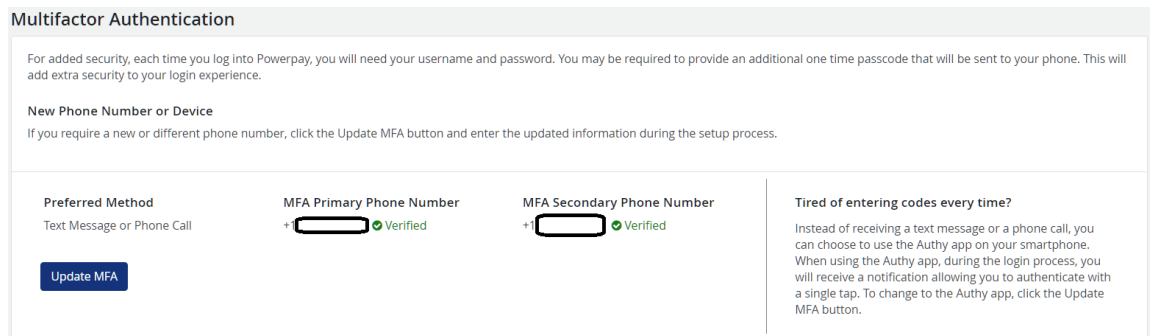 Multifactor Authentication
For added security, each time you log into Powerpay, you will need your username and password. You may be required to provide an additional one time passcode that will be sent to your phone. This will
add extra security to your login experience.
New Phone Number or Device
If you require a new or different phone number, click the Update MFA button and enter the updated information during the setup process.
Preferred Method
Text Message or Phone Call
Update MFA
MFA Primary Phone Number
+1 Verified
MFA Secondary Phone Number
+1 Verified
Tired of entering codes every time?
Instead of receiving a text message or a phone call, you
can choose to use the Authy app on your smartphone.
When using the Authy app, during the login process, you
will receive a notification allowing you to authenticate with
a single tap. To change to the Authy app, click the Update
MFA button.